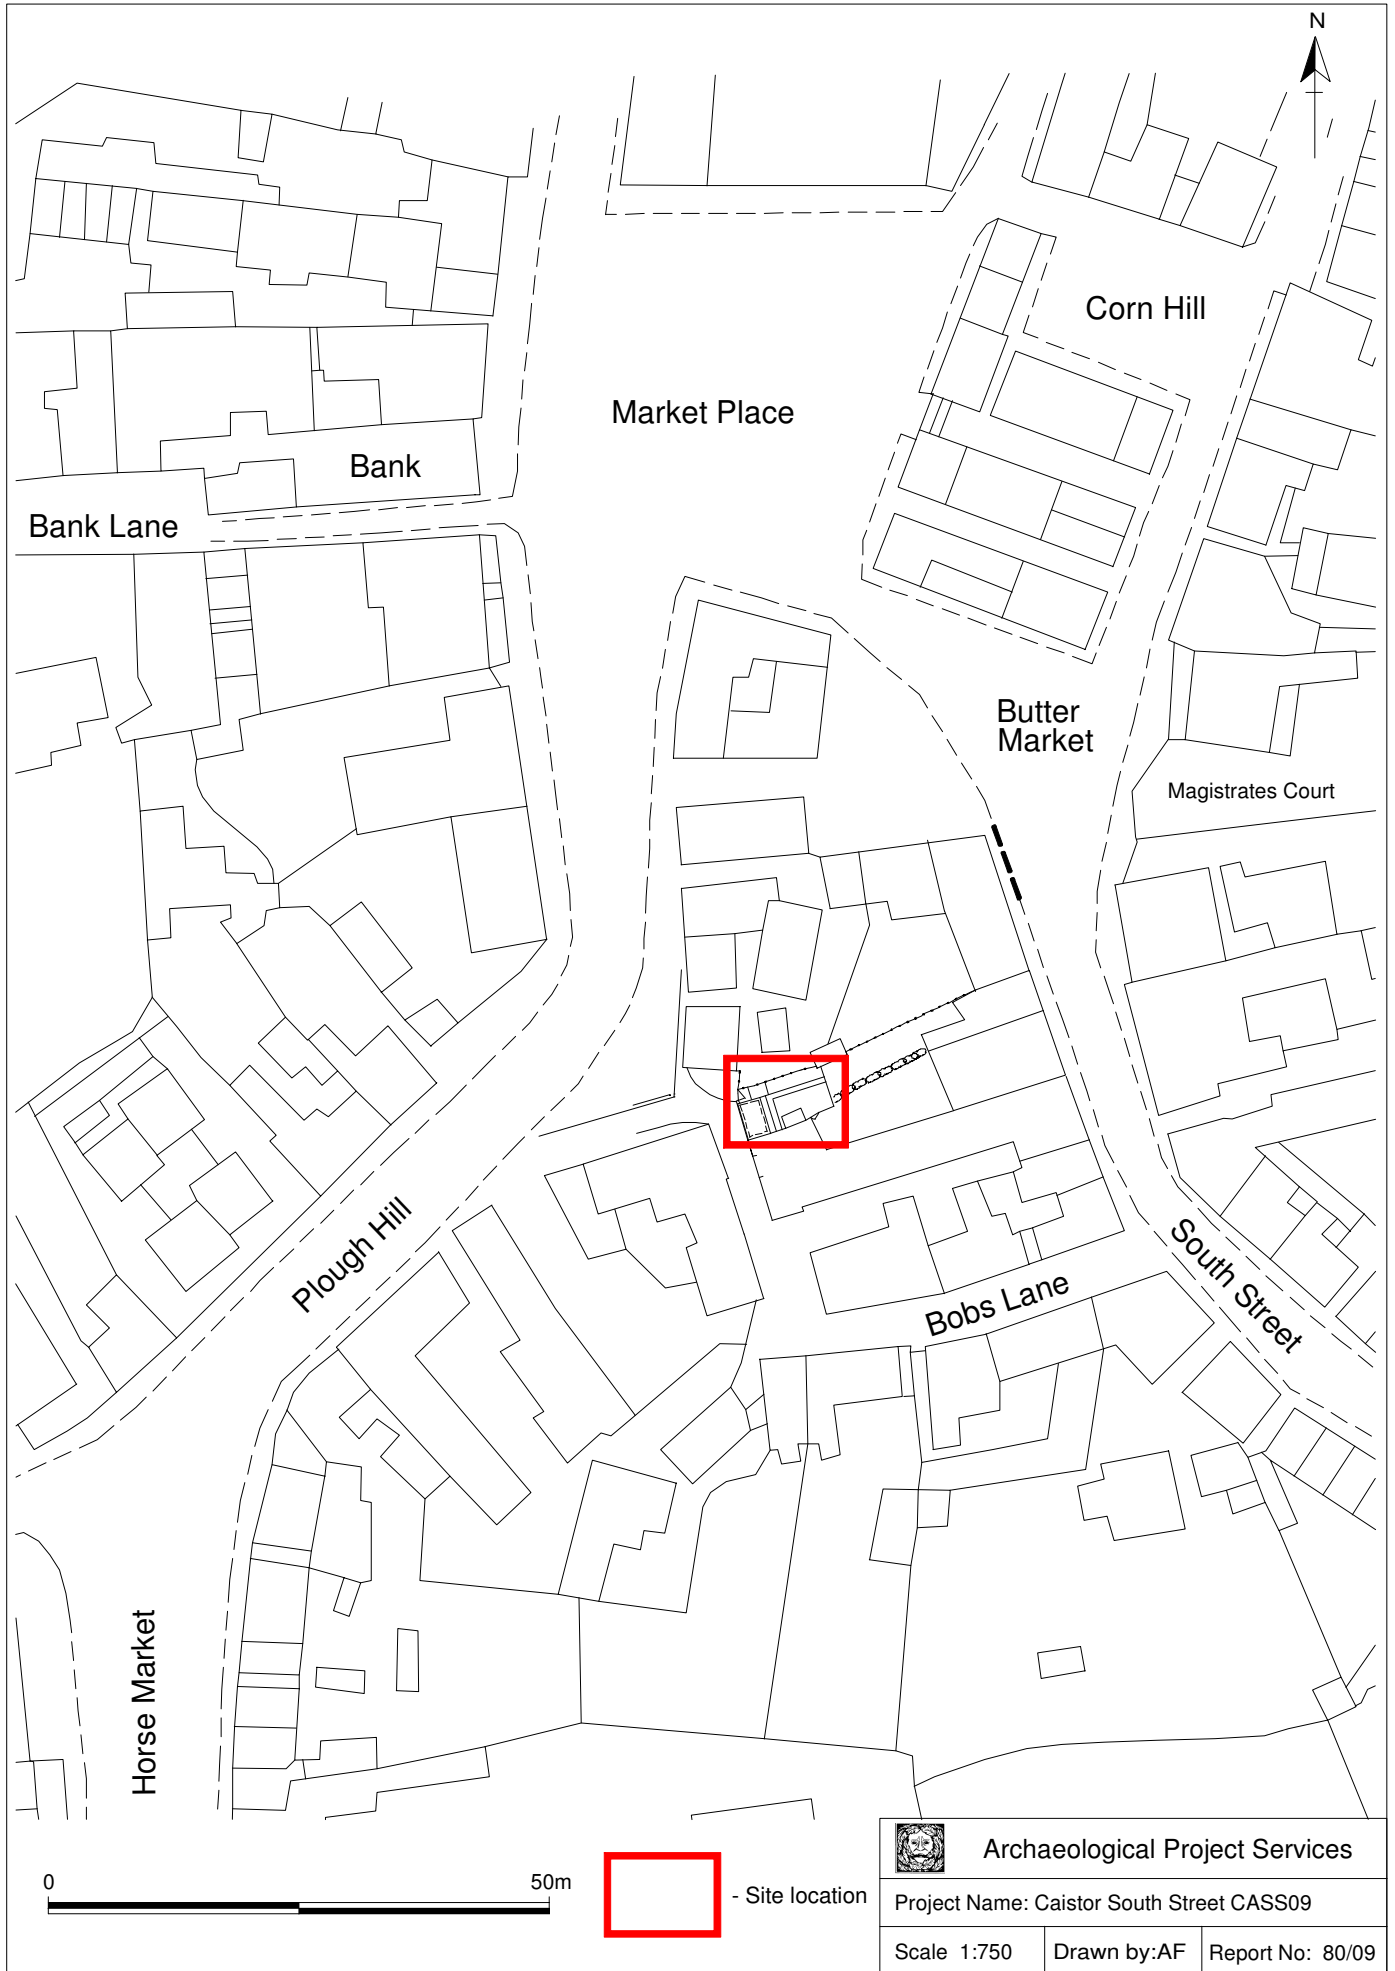 N
Corn Hill
Market Place
Bank
Bank Lane
Butter
Market
Magistrates Court
Plough Hill
South Street
Bobs Lane
Horse Market
0 50m
- Site location
Archaeological Project Services
Project Name: Caistor South Street CASS09
Scale 1:750
Drawn by:AF
Report No: 80/09